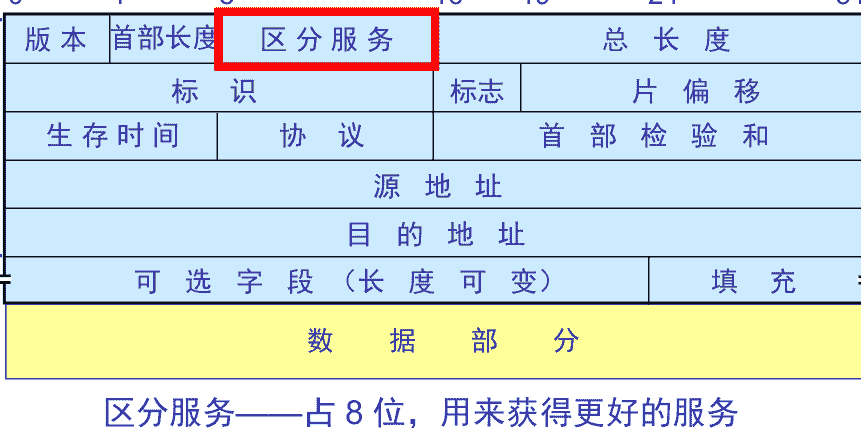 版本 首部长度 区分服务 总长度
标识 标志 片偏移
生存时间 协议 首部检验和
源地址
目的地址
可选字段（长度可变） 填充
数据部分
区分服务——占 8 位，用来获得更好的服务